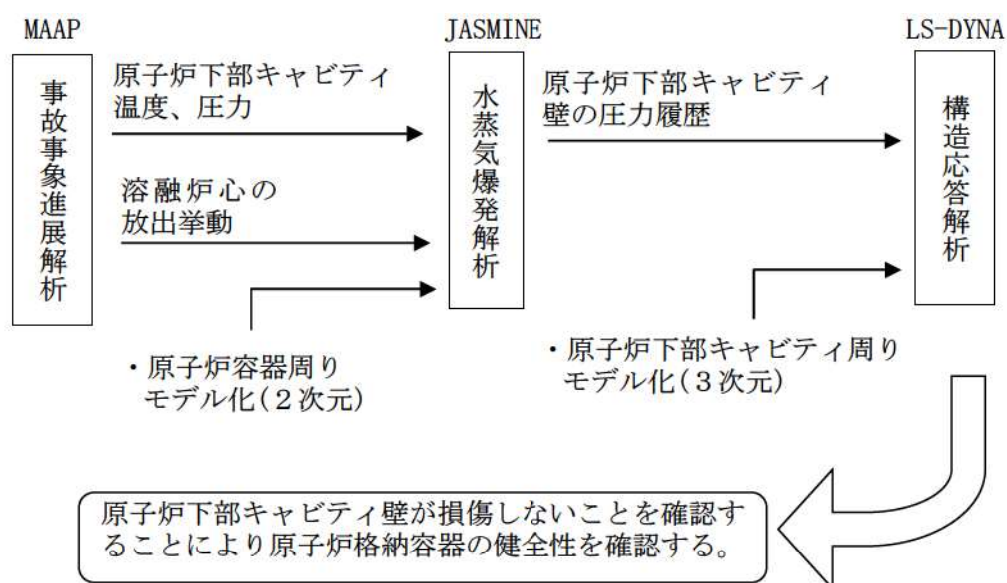 MAAP
JASMINE
LS-DYNA
事故事象進展解析
原子炉下部キャビティ
温度、圧力
溶融炉心の
放出挙動
水蒸気爆発解析
原子炉下部キャビティ
壁の圧力履歴
構造応答解析
・原子炉容器周り
モデル化(２次元)
・原子炉下部キャビティ周り
モデル化(３次元)
原子炉下部キャビティ壁が損傷しないことを確認す
ることにより原子炉格納容器の健全性を確認する。